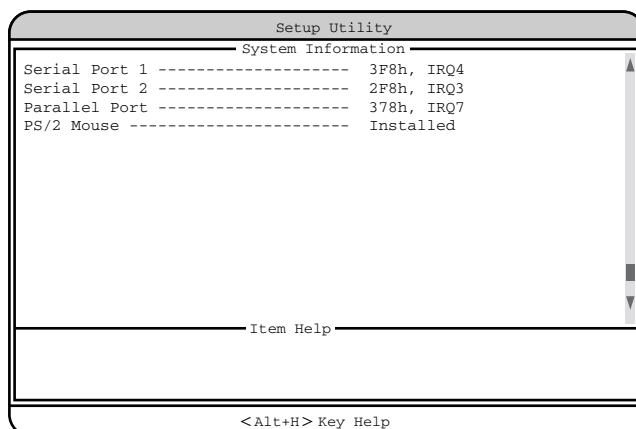 Setup Utility
System Information
Serial Port 1 -------------------- 3F8h, IRQ4
Serial Port 2 -------------------- 2F8h, IRQ3
Parallel Port -------------------- 378h, IRQ7
PS/2 Mouse ----------------------- Installed
Item Help
<Alt+H> Key Help